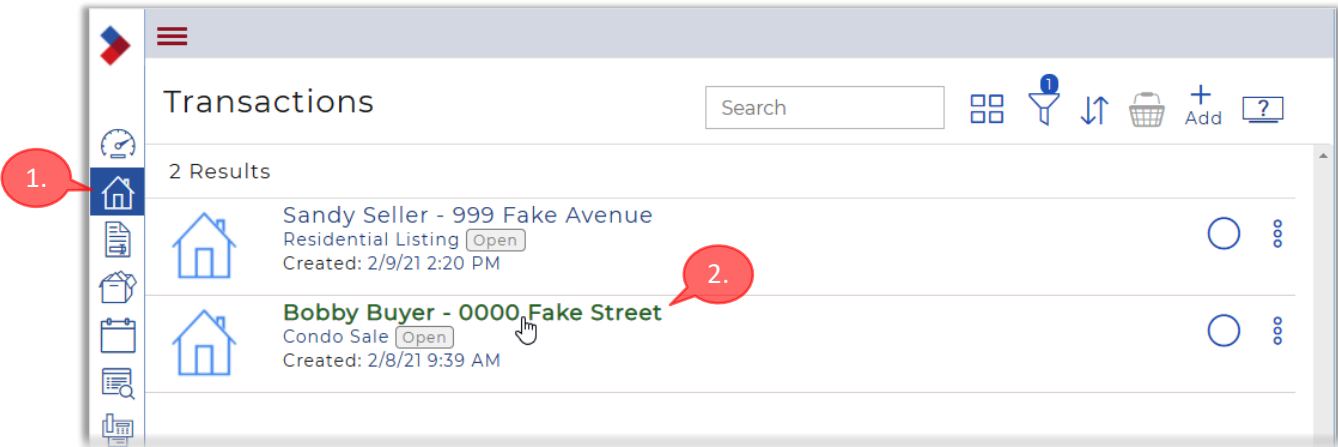 Transactions
Search
1
Add
?
2 Results
1.
Sandy Seller - 999 Fake Avenue
Residential Listing Open
Created: 2/9/21 2:20 PM
2.
Bobby Buyer - 0000 Fake Street
Condo Sale Open
Created: 2/8/21 9:39 AM